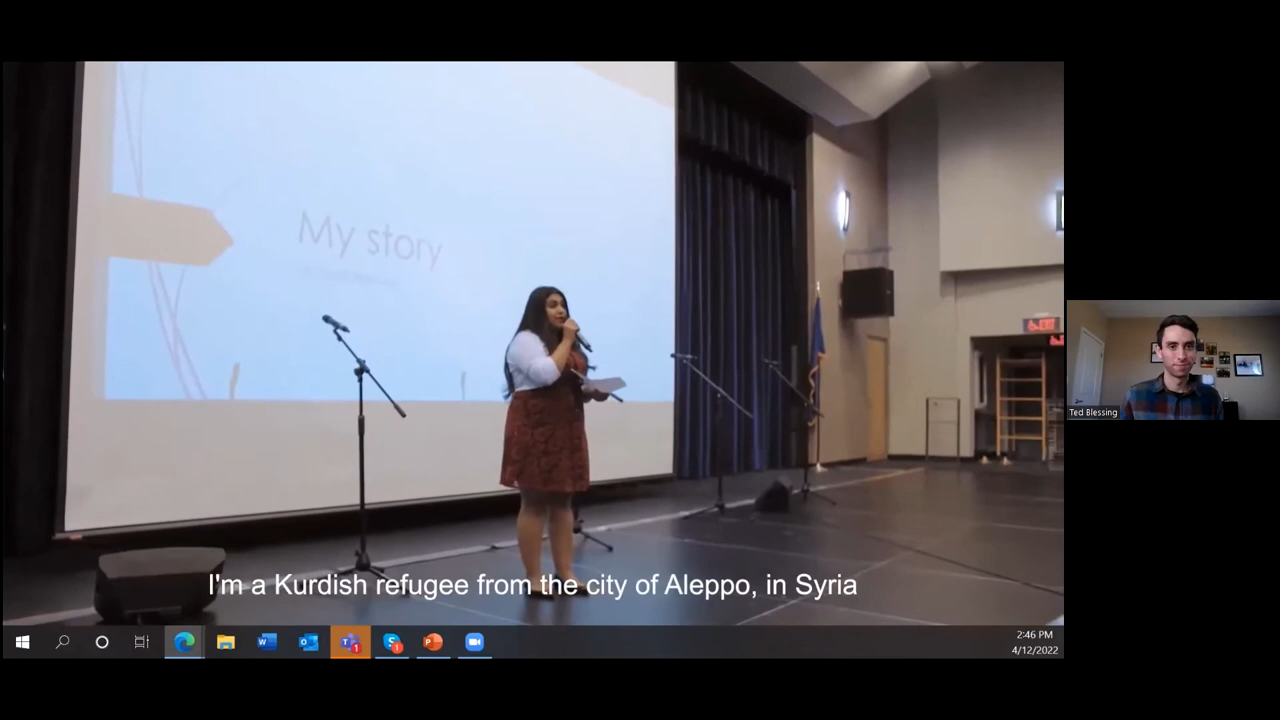 My story
EXIT
I'm a Kurdish refugee from the city of Aleppo, in Syria
Ted Blessing
2:46 PM
4/12/2022